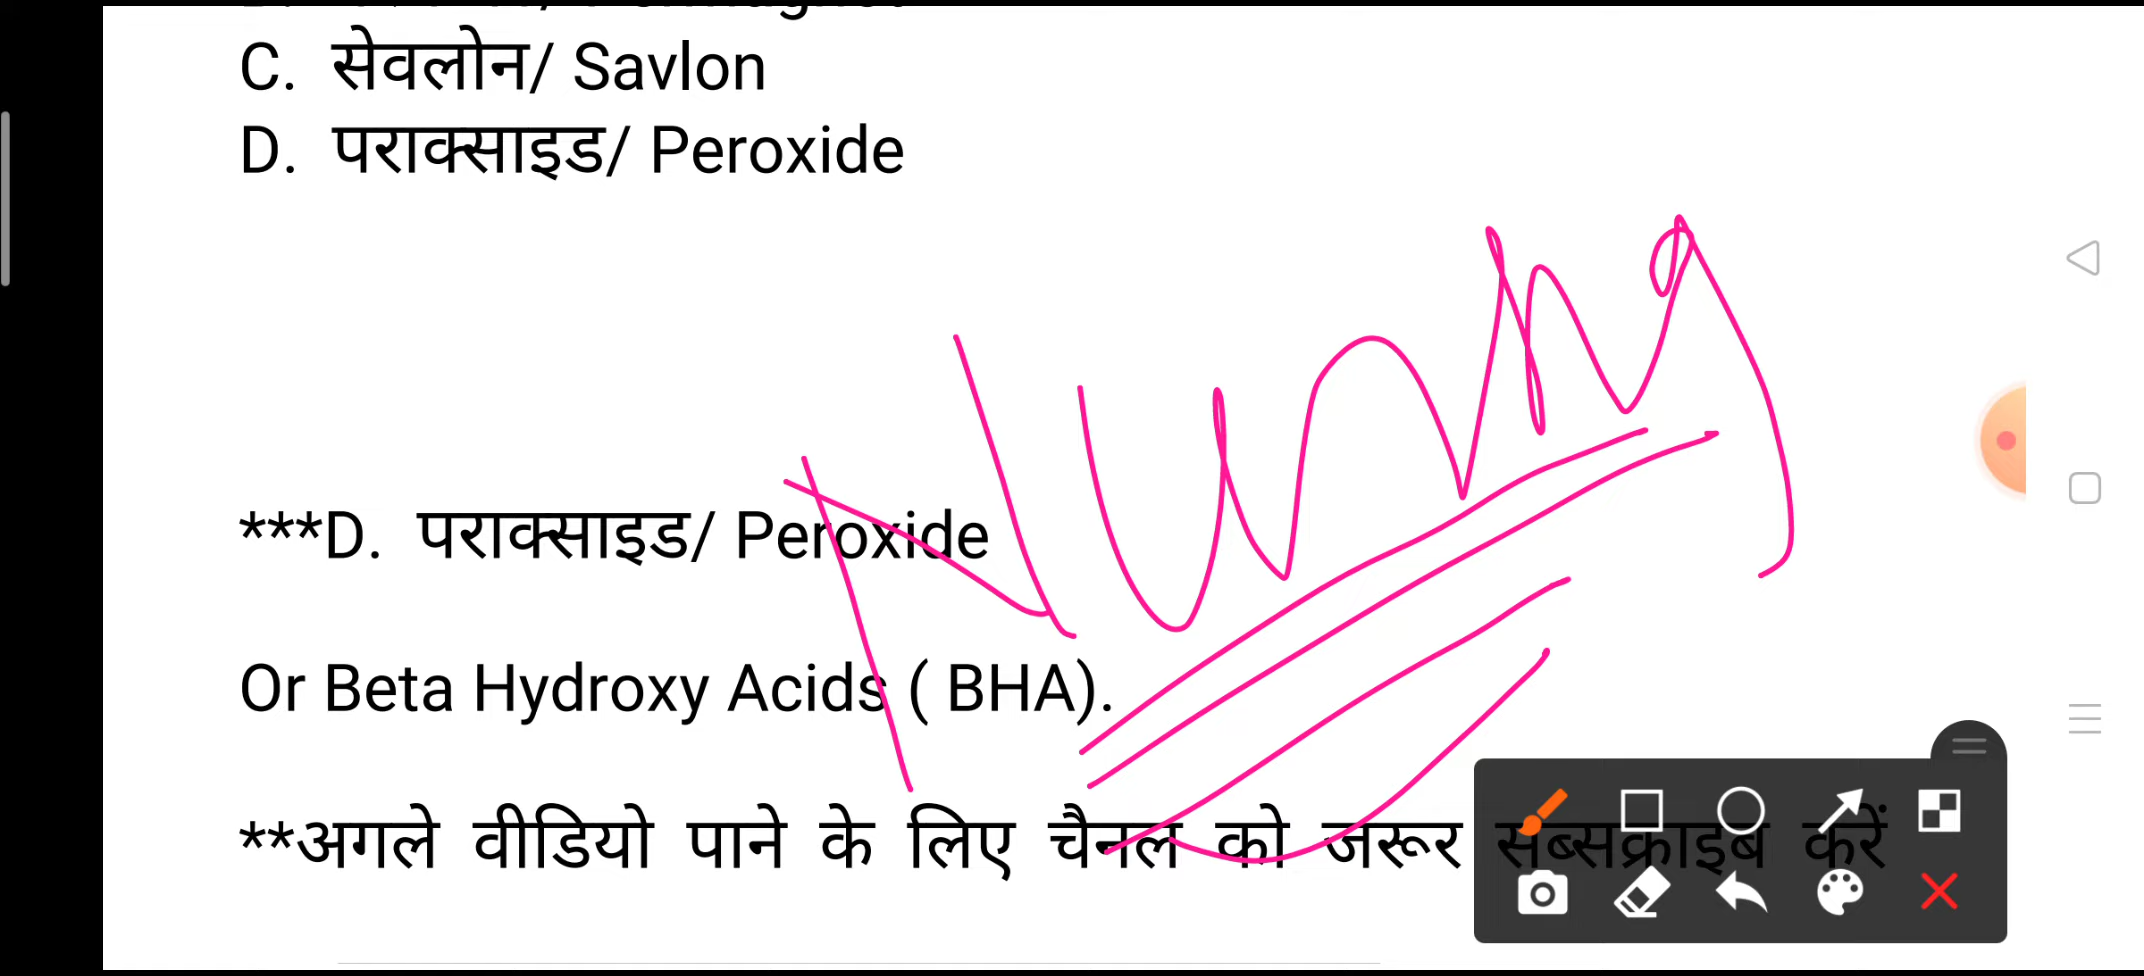 C. सेवलोन/ Savlon
D. पराक्साइड/ Peroxide
***D. पराक्साइड/ Peroxide
Or Beta Hydroxy Acids ( BHA).
**अगले वीडियो पाने के लिए चैनल को जरूर सब्सक्राइब करें